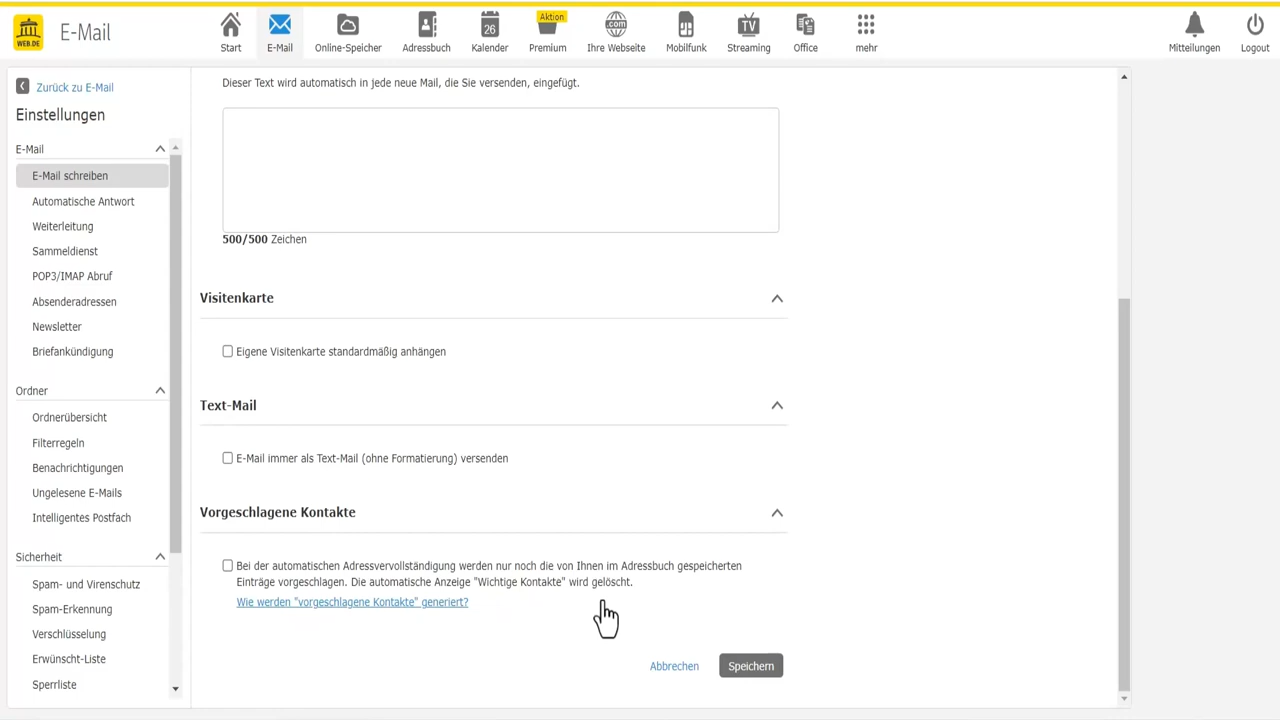 WEB.DE
E-Mail
Start
E-Mail
Online-Speicher
Adressbuch
26
Kalender
Aktion
Premium
.com
Ihre Webseite
Mobilfunk
TV
Streaming
Office
mehr
Mitteilungen
Logout
Zurück zu E-Mail
Einstellungen
E-Mail
E-Mail schreiben
Automatische Antwort
Weiterleitung
Sammeldienst
POP3/IMAP Abruf
Absenderadressen
Newsletter
Briefankündigung
Ordner
Ordnerübersicht
Filterregeln
Benachrichtigungen
Ungelesene E-Mails
Intelligentes Postfach
Sicherheit
Spam- und Virenschutz
Spam-Erkennung
Verschlüsselung
Erwünscht-Liste
Sperrliste
Dieser Text wird automatisch in jede neue Mail, die Sie versenden, eingefügt.
500/500 Zeichen
Visitenkarte
Eigene Visitenkarte standardmäßig anhängen
Text-Mail
E-Mail immer als Text-Mail (ohne Formatierung) versenden
Vorgeschlagene Kontakte
Bei der automatischen Adressvervollständigung werden nur noch die von Ihnen im Adressbuch gespeicherten
Einträge vorgeschlagen. Die automatische Anzeige "Wichtige Kontakte" wird gelöscht.
Wie werden "vorgeschlagene Kontakte" generiert?
Abbrechen
Speichern